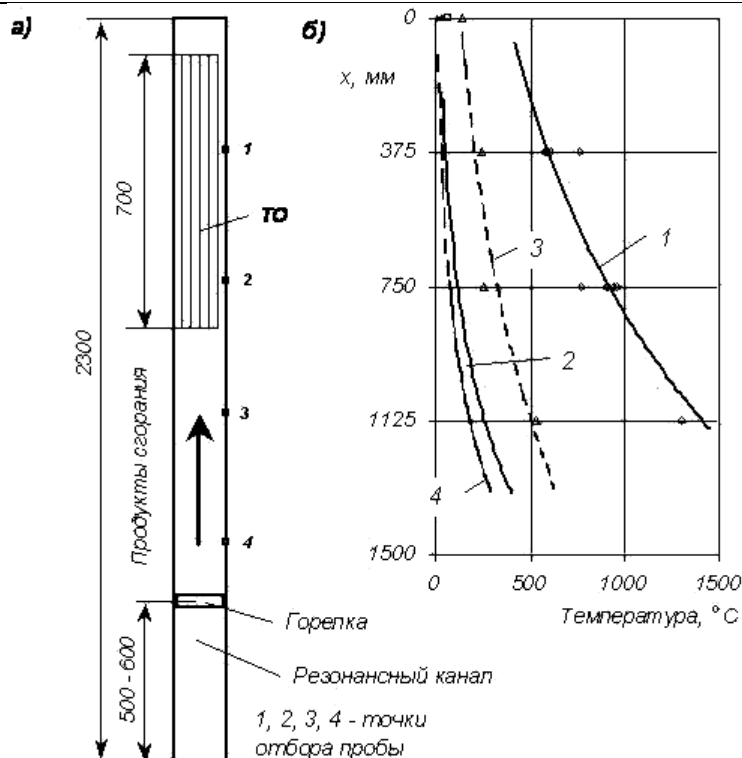 а)
2300
700
1
ТО
2
Продукты сгорания
3
4
Горелка
500 - 600
Резонансный канал
1, 2, 3, 4 - точки
отбора пробы
б)
x, мм
0
375
750
1125
1500
1
3
2
4
0
500
1000
1500
Температура, °С